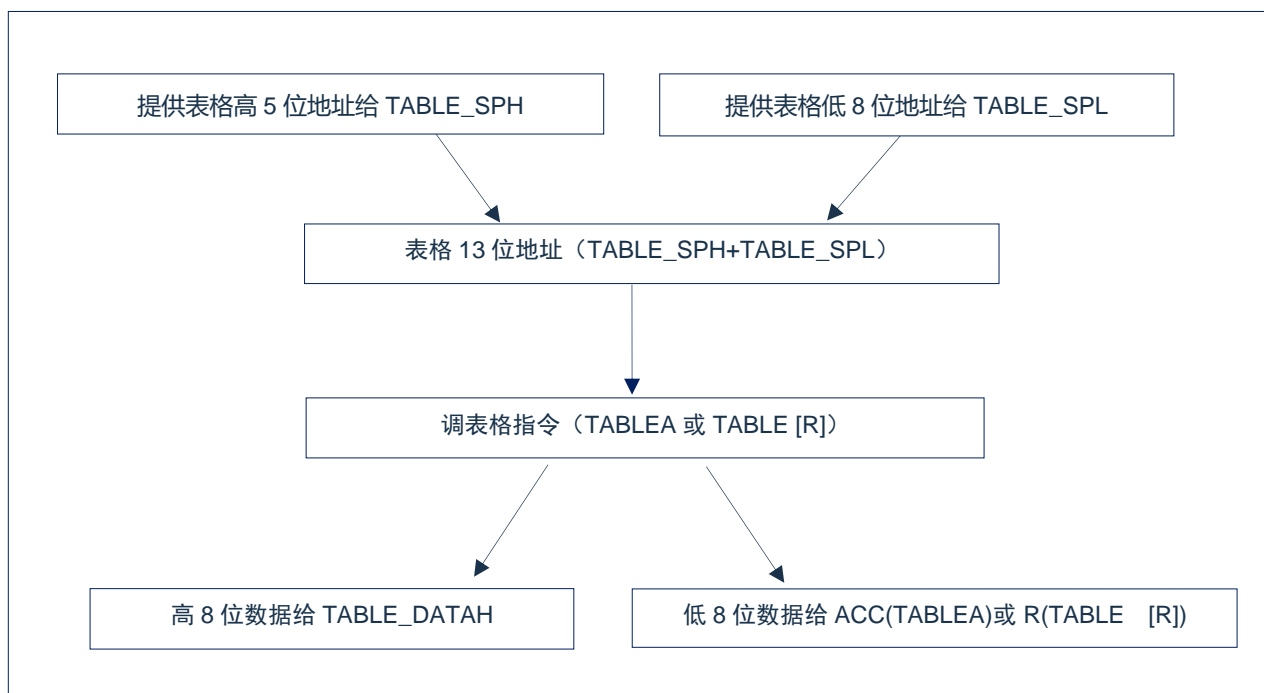 提供表格高 5 位地址给 TABLE_SPH
提供表格低 8 位地址给 TABLE_SPL
表格 13 位地址（TABLE_SPH+TABLE_SPL）
调表格指令（TABLEA 或 TABLE [R]）
高 8 位数据给 TABLE_DATAH
低 8 位数据给 ACC(TABLEA)或 R(TABLE [R])